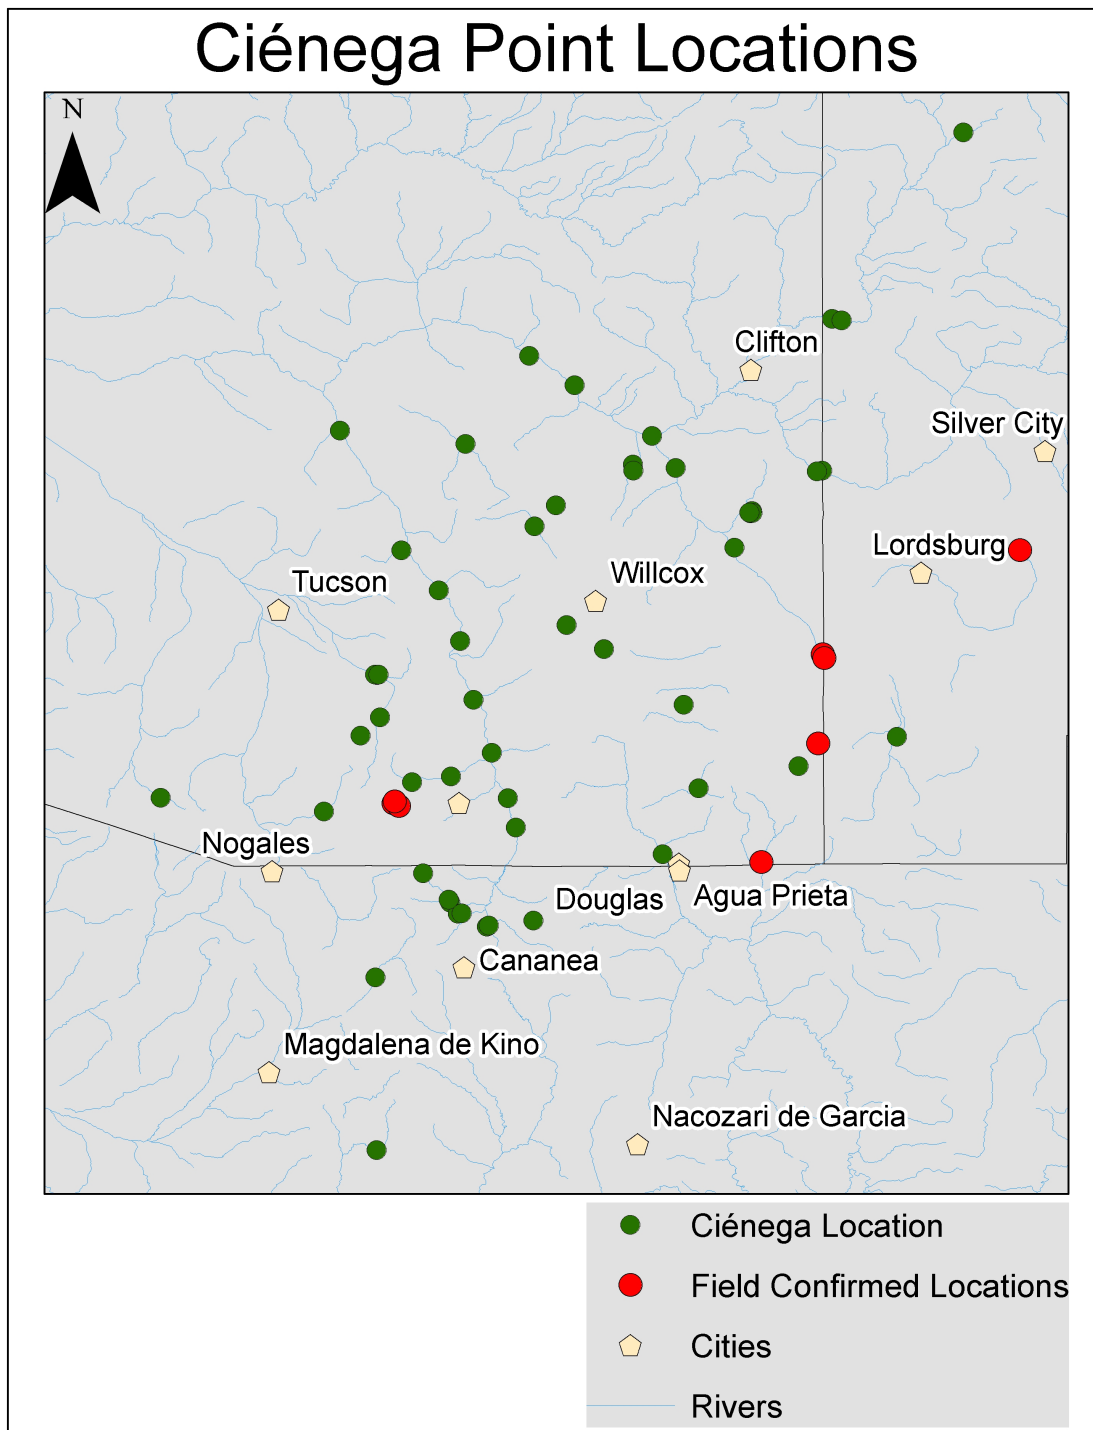 Ciénega Point Locations
N
Clifton
Silver City
Lordsburg
Willcox
Tucson
Nogales
Douglas
Agua Prieta
Cananea
Magdalena de Kino
Nacozari de Garcia
Ciénega Location
Field Confirmed Locations
Cities
Rivers